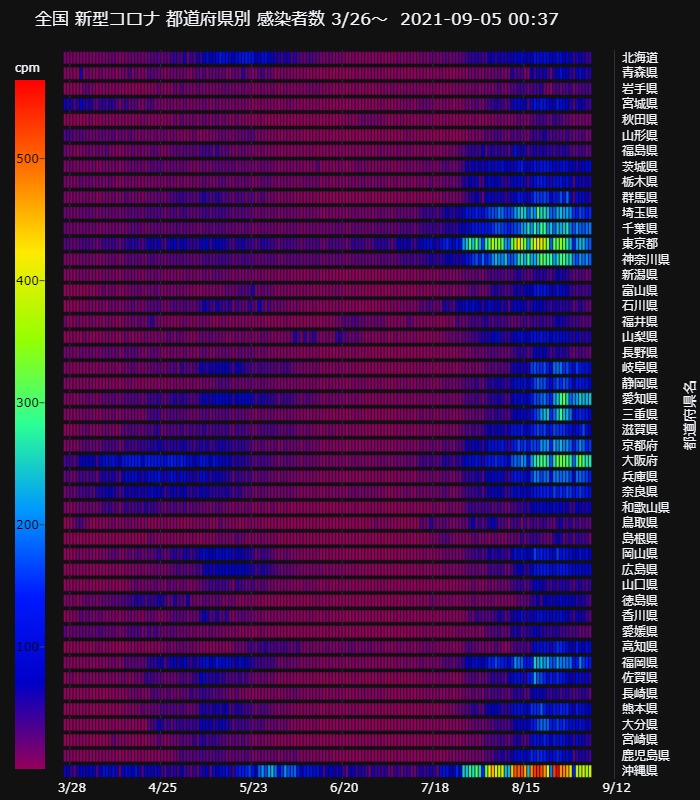 全国 新型コロナ 都道府県別 感染者数 3/26～ 2021-09-05 00:37
cpm
500
400
300
200
100
北海道
青森県
岩手県
宮城県
秋田県
山形県
福島県
茨城県
栃木県
群馬県
埼玉県
千葉県
東京都
神奈川県
新潟県
富山県
石川県
福井県
山梨県
長野県
岐阜県
静岡県
愛知県
三重県
滋賀県
京都府
大阪府
兵庫県
奈良県
和歌山県
鳥取県
島根県
岡山県
広島県
山口県
徳島県
香川県
愛媛県
高知県
福岡県
佐賀県
長崎県
熊本県
大分県
宮崎県
鹿児島県
沖縄県
都道府県名
3/28 4/25 5/23 6/20 7/18 8/15 9/12